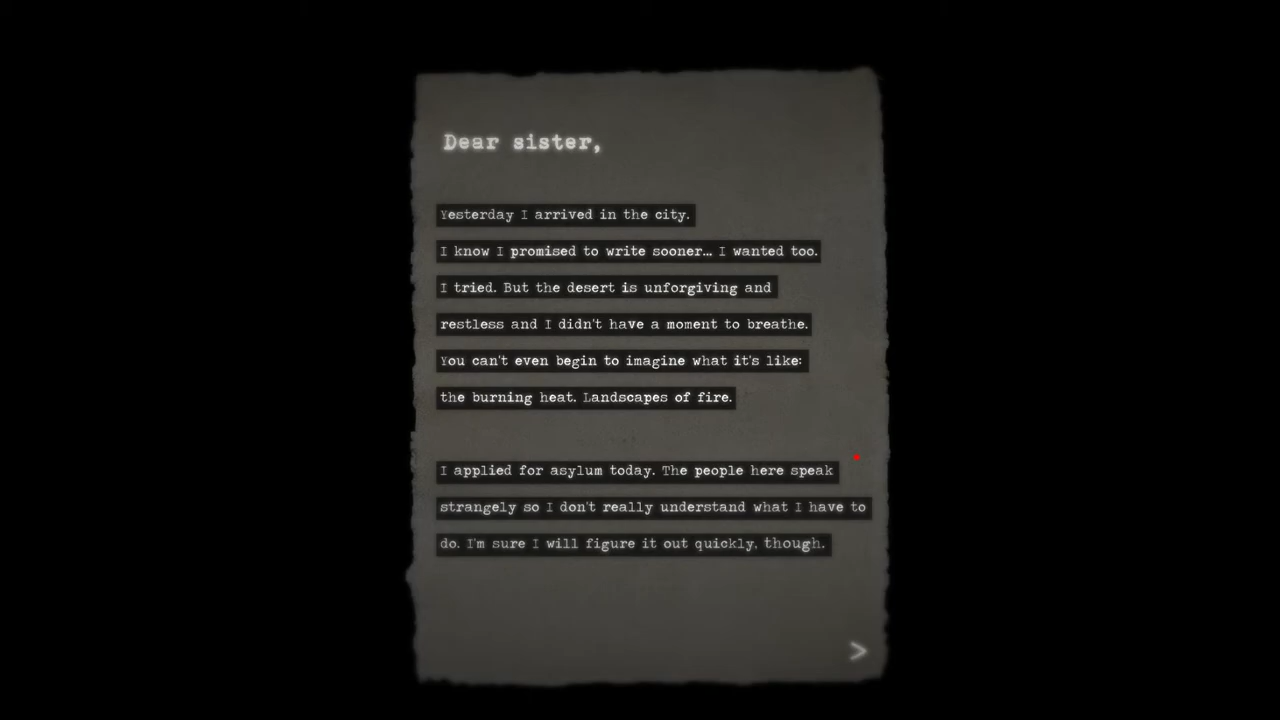 Dear sister,
Yesterday I arrived in the city.
I know I promised to write sooner... I wanted too.
I tried. But the desert is unforgiving and
restless and I didn't have a moment to breathe.
You can't even begin to imagine what it's like:
the burning heat. Landscapes of fire.
I applied for asylum today. The people here speak
strangely so I don't really understand what I have to
do. I'm sure I will figure it out quickly, though.
>